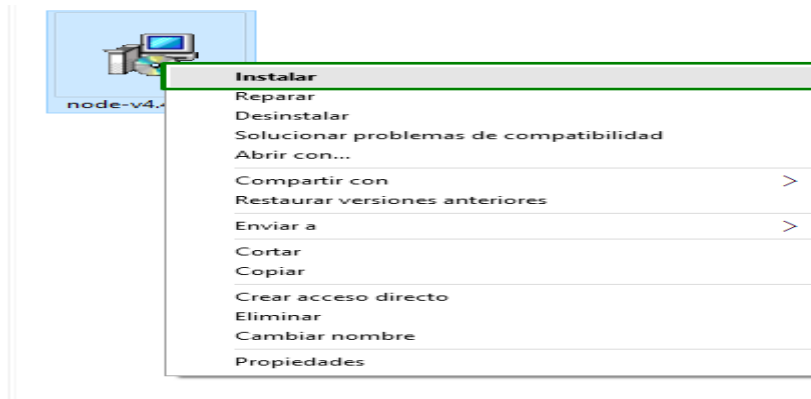 Instalar
node-v4.4
Reparar
Desinstalar
Solucionar problemas de compatibilidad
Abrir con...
Compartir con >
Restaurar versiones anteriores
Enviar a >
Cortar
Copiar
Crear acceso directo
Eliminar
Cambiar nombre
Propiedades